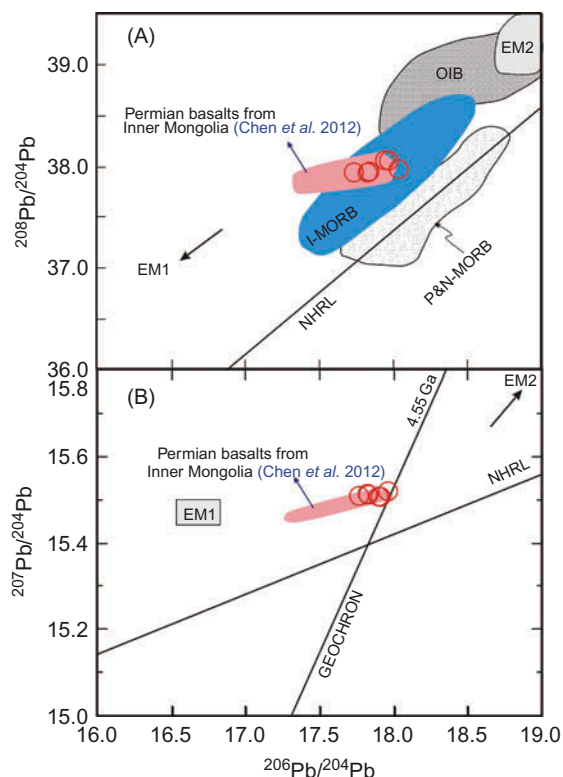 (A)
EM2
OIB
39.0
Permian basalts from
Inner Mongolia (Chen et al. 2012)
38.0
208Pb/204Pb
I-MORB
EM1
37.0
P&N-MORB
NHRL
36.0
15.8
(B)
4.55 Ga
EM2
15.6
Permian basalts from
Inner Mongolia (Chen et al. 2012)
NHRL
EM1
207Pb/204Pb
15.4
15.2
GEOCHRON
15.0
16.0 16.5 17.0 17.5 18.0 18.5 19.0
206Pb/204Pb